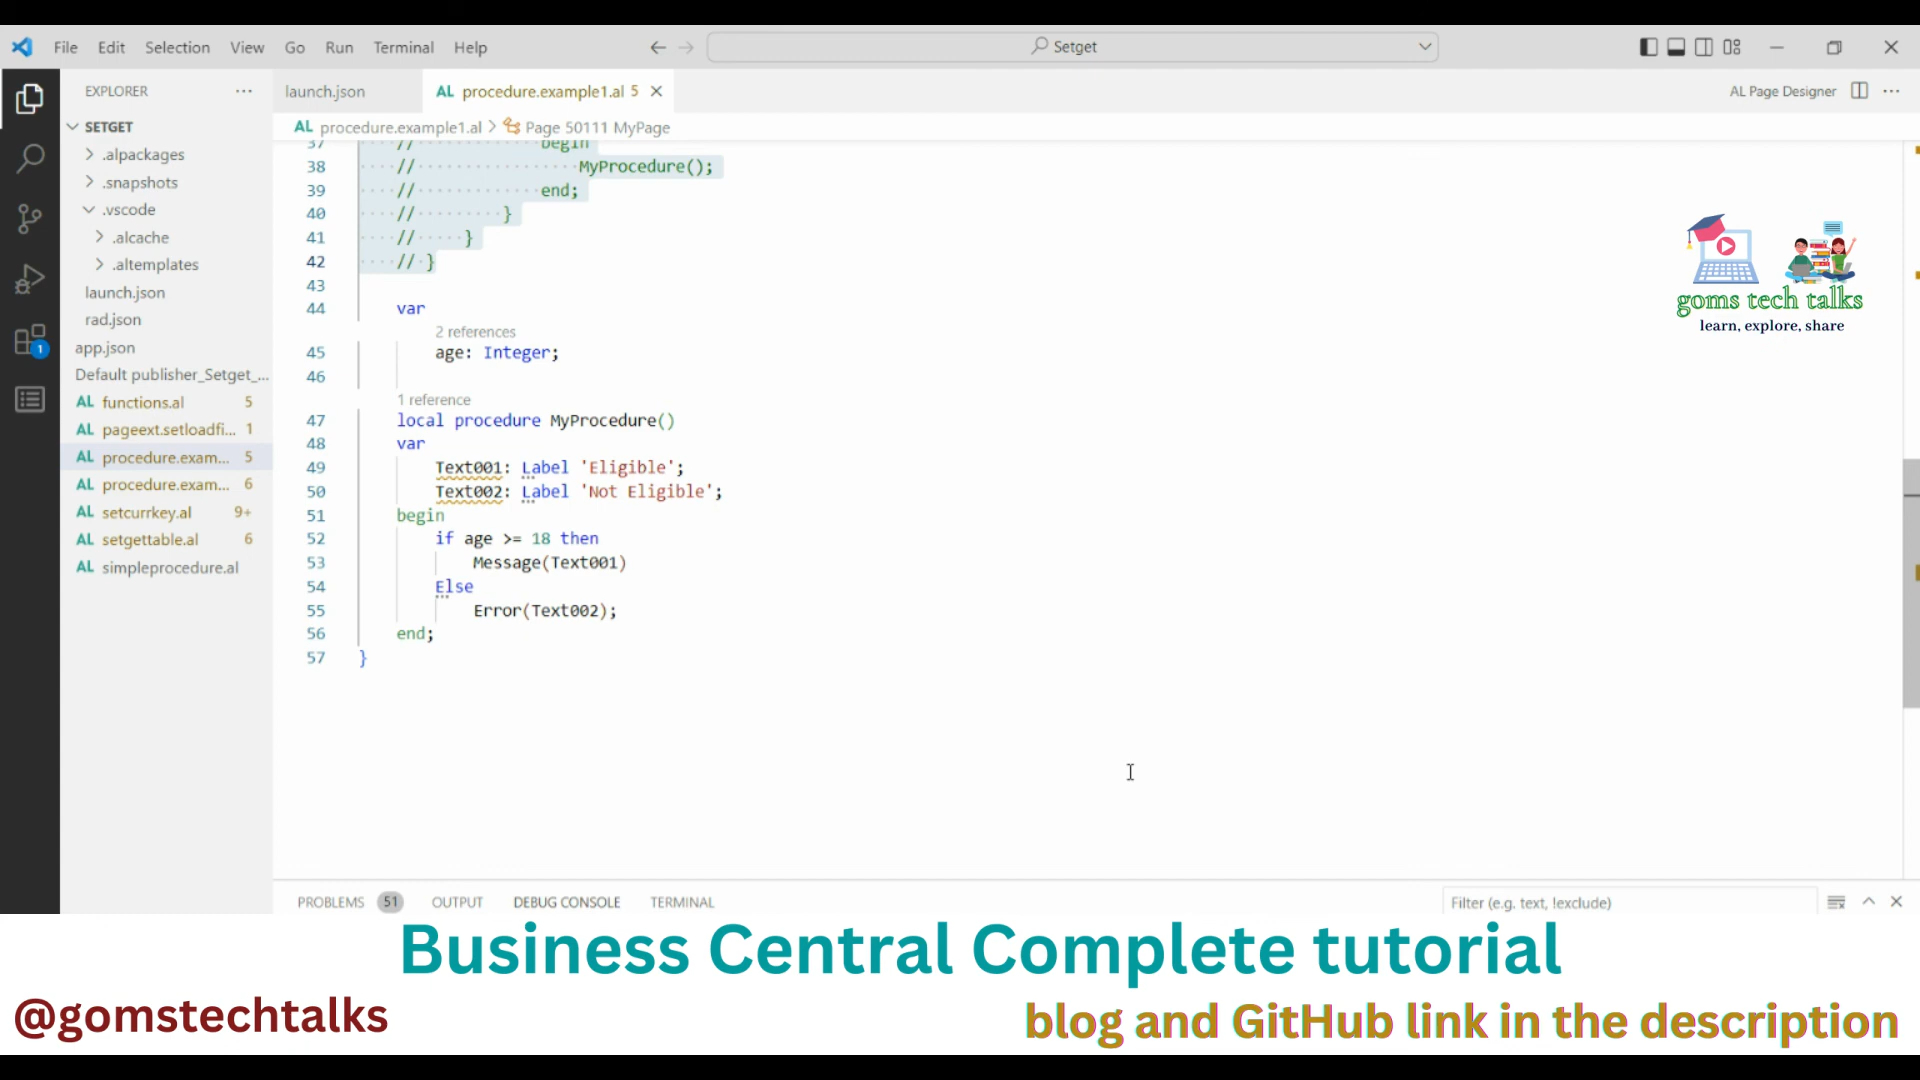 File Edit Selection View Go Run Terminal Help
Setget
EXPLORER
launch.json
AL procedure.example1.al 5
AL Page Designer
SETGET
AL procedure.example1.al > Page 50111 MyPage
.alpackages
.snapshots
.vscode
.alcache
.altemplates
launch.json
rad.json
app.json
Default publisher_Setget_...
AL functions.al 5
AL pageext.setloadfi... 1
AL procedure.exam... 5
AL procedure.exam... 6
AL setcurrkey.al 9+
AL setgettable.al 6
AL simpleprocedure.al
1
37 // begin
38 // MyProcedure();
39 // end;
40 // }
41 // }
42 // }
43
44 var
2 references
45 age: Integer;
46
1 reference
47 local procedure MyProcedure()
48 var
49 Text001: Label 'Eligible';
50 Text002: Label 'Not Eligible';
51 begin
52 if age >= 18 then
53 Message(Text001)
54 Else
55 Error(Text002);
56 end;
57 }
goms tech talks
learn, explore, share
PROBLEMS 51 OUTPUT DEBUG CONSOLE TERMINAL
Filter (e.g. text, !exclude)
Business Central Complete tutorial
@gomstechtalks
blog and GitHub link in the description